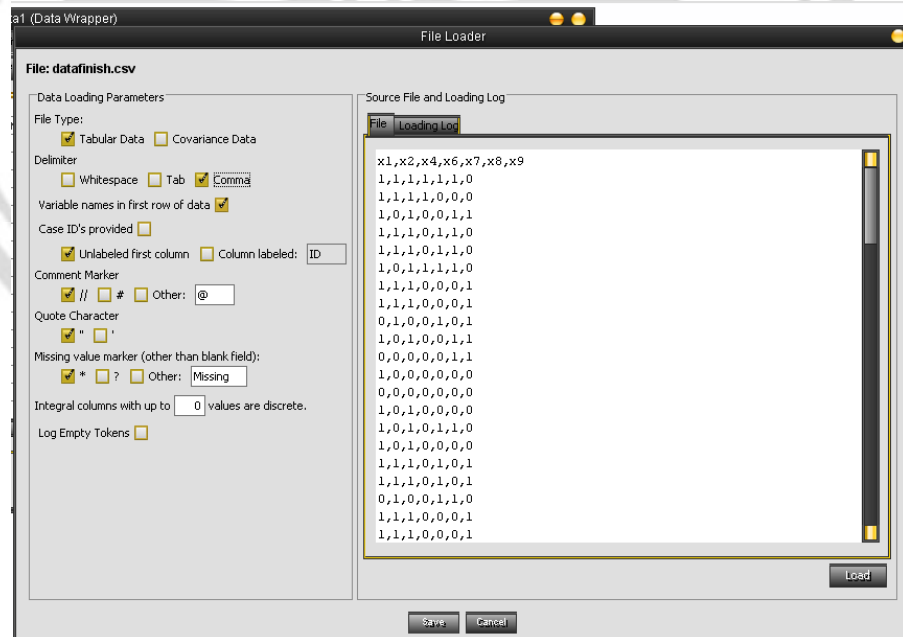 ta1 (Data Wrapper)
File Loader
File: datafinish.csv
Data Loading Parameters
File Type:
Tabular Data Covariance Data
Delimiter
Whitespace Tab Comma
Variable names in first row of data
Case ID's provided
Unlabeled first column Column labeled: ID
Comment Marker
// # Other: @
Quote Character
" '
Missing value marker (other than blank field):
* ? Other: Missing
Integral columns with up to 0 values are discrete.
Log Empty Tokens
Source File and Loading Log
File Loading Log
x1,x2,x4,x6,x7,x8,x9
1,1,1,1,1,1,0
1,1,1,1,0,0,0
1,0,1,0,0,1,1
1,1,1,0,1,1,0
1,1,1,0,1,1,0
1,0,1,1,1,1,0
1,1,1,0,0,0,1
1,1,1,0,0,0,1
0,1,0,0,1,0,1
1,0,1,0,0,1,1
0,0,0,0,0,1,1
1,0,0,0,0,0,0
0,0,0,0,0,0,0
1,0,1,0,0,0,0
1,0,1,0,1,1,0
1,0,1,0,0,0,0
1,1,1,0,1,0,1
1,1,1,0,1,0,1
0,1,0,0,1,1,0
1,1,1,0,0,0,1
1,1,1,0,0,0,1
Load
Save Cancel